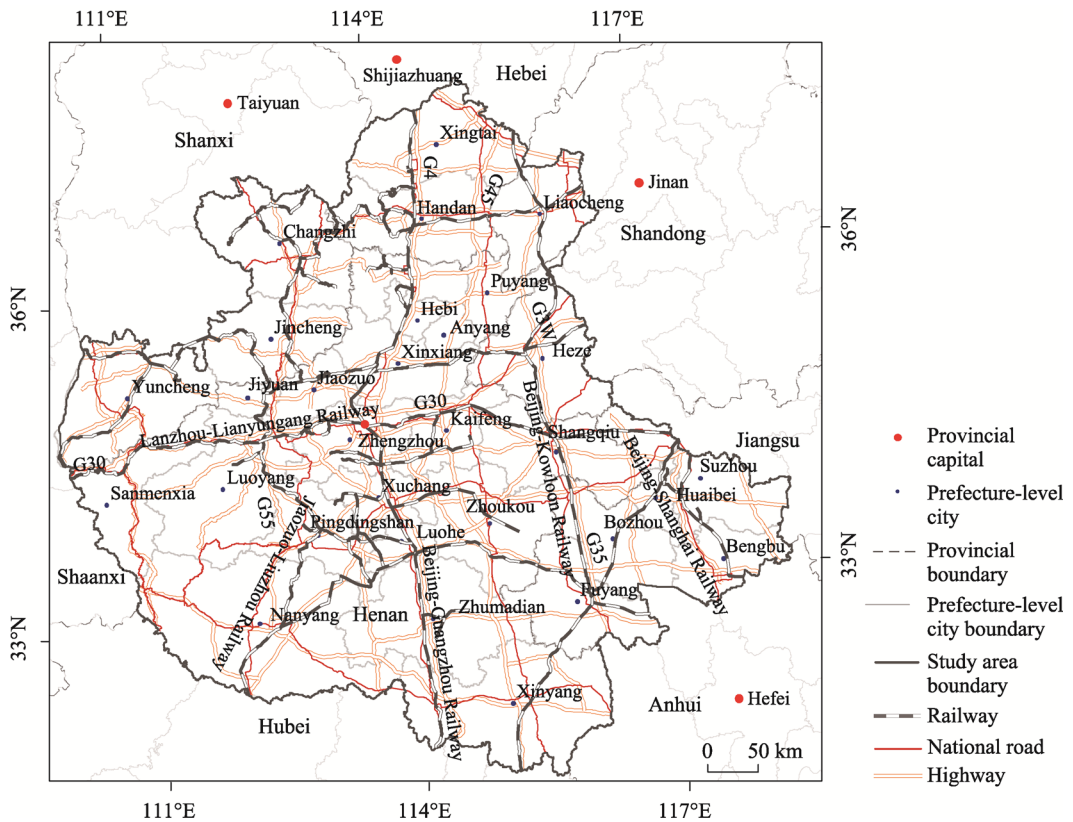 111°E
114°E
117°E
Shijiazhuang
Hebei
Taiyuan
Shanxi
Xingtai
G4
G45
Jinan
Handan
Liaocheng
Shandong
36°N
Changzhi
Puyang
36°N
Hebi
G3W
Jincheng
Anyang
Xinxiang
Heze
Yuncheng
Jiyuan
Jiaozuo
Lanzhou-Lianyungang Railway
G30
Kaifeng
Beijing-Kowloon Railway
Shangqiu
Zhengzhou
Beijing-Shanghai Railway
Jiangsu
G30
Luoyang
Suzhou
Sanmenxia
Xuchang
Huaibei
G55
Jiaozuo-Liuzhou Railway
Pingdingshan
Zhoukou
Bozhou
Luohe
G35
Bengbu
33°N
Shaanxi
Beijing-Guangzhou Railway
Fuyang
Nanyang
Henan
Zhumadian
33°N
Xinyang
Anhui
Hefei
Hubei
0 50 km
111°E
114°E
117°E
Provincial
capital
Prefecture-level
city
Provincial
boundary
Prefecture-level
city boundary
Study area
boundary
Railway
National road
Highway